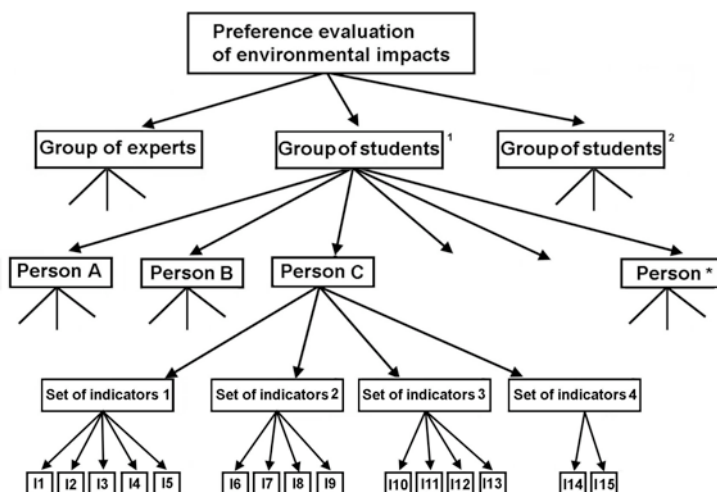 Preference evaluation
of environmental impacts
Group of experts
Group of students 1
Group of students 2
Person A
Person B
Person C
Person *
Set of indicators 1
Set of indicators 2
Set of indicators 3
Set of indicators 4
I1 I2 I3 I4 I5 I6 I7 I8 I9 I10 I11 I12 I13 I14 I15